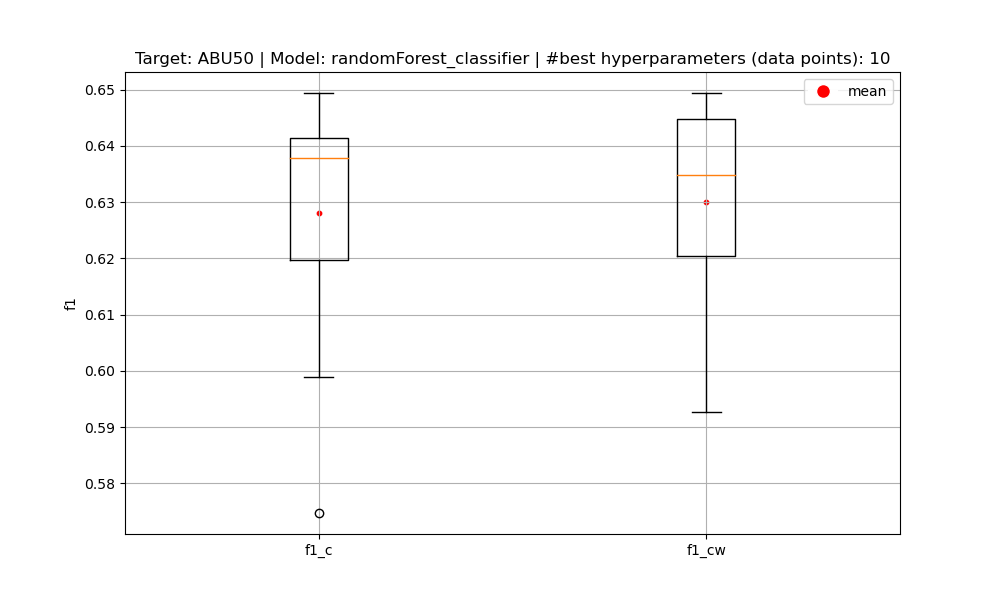 Target: ABU50 | Model: randomForest_classifier | #best hyperparameters (data points): 10
mean
0.65
0.64
0.63
0.62
0.61
0.60
0.59
0.58
f1
f1_c
f1_cw